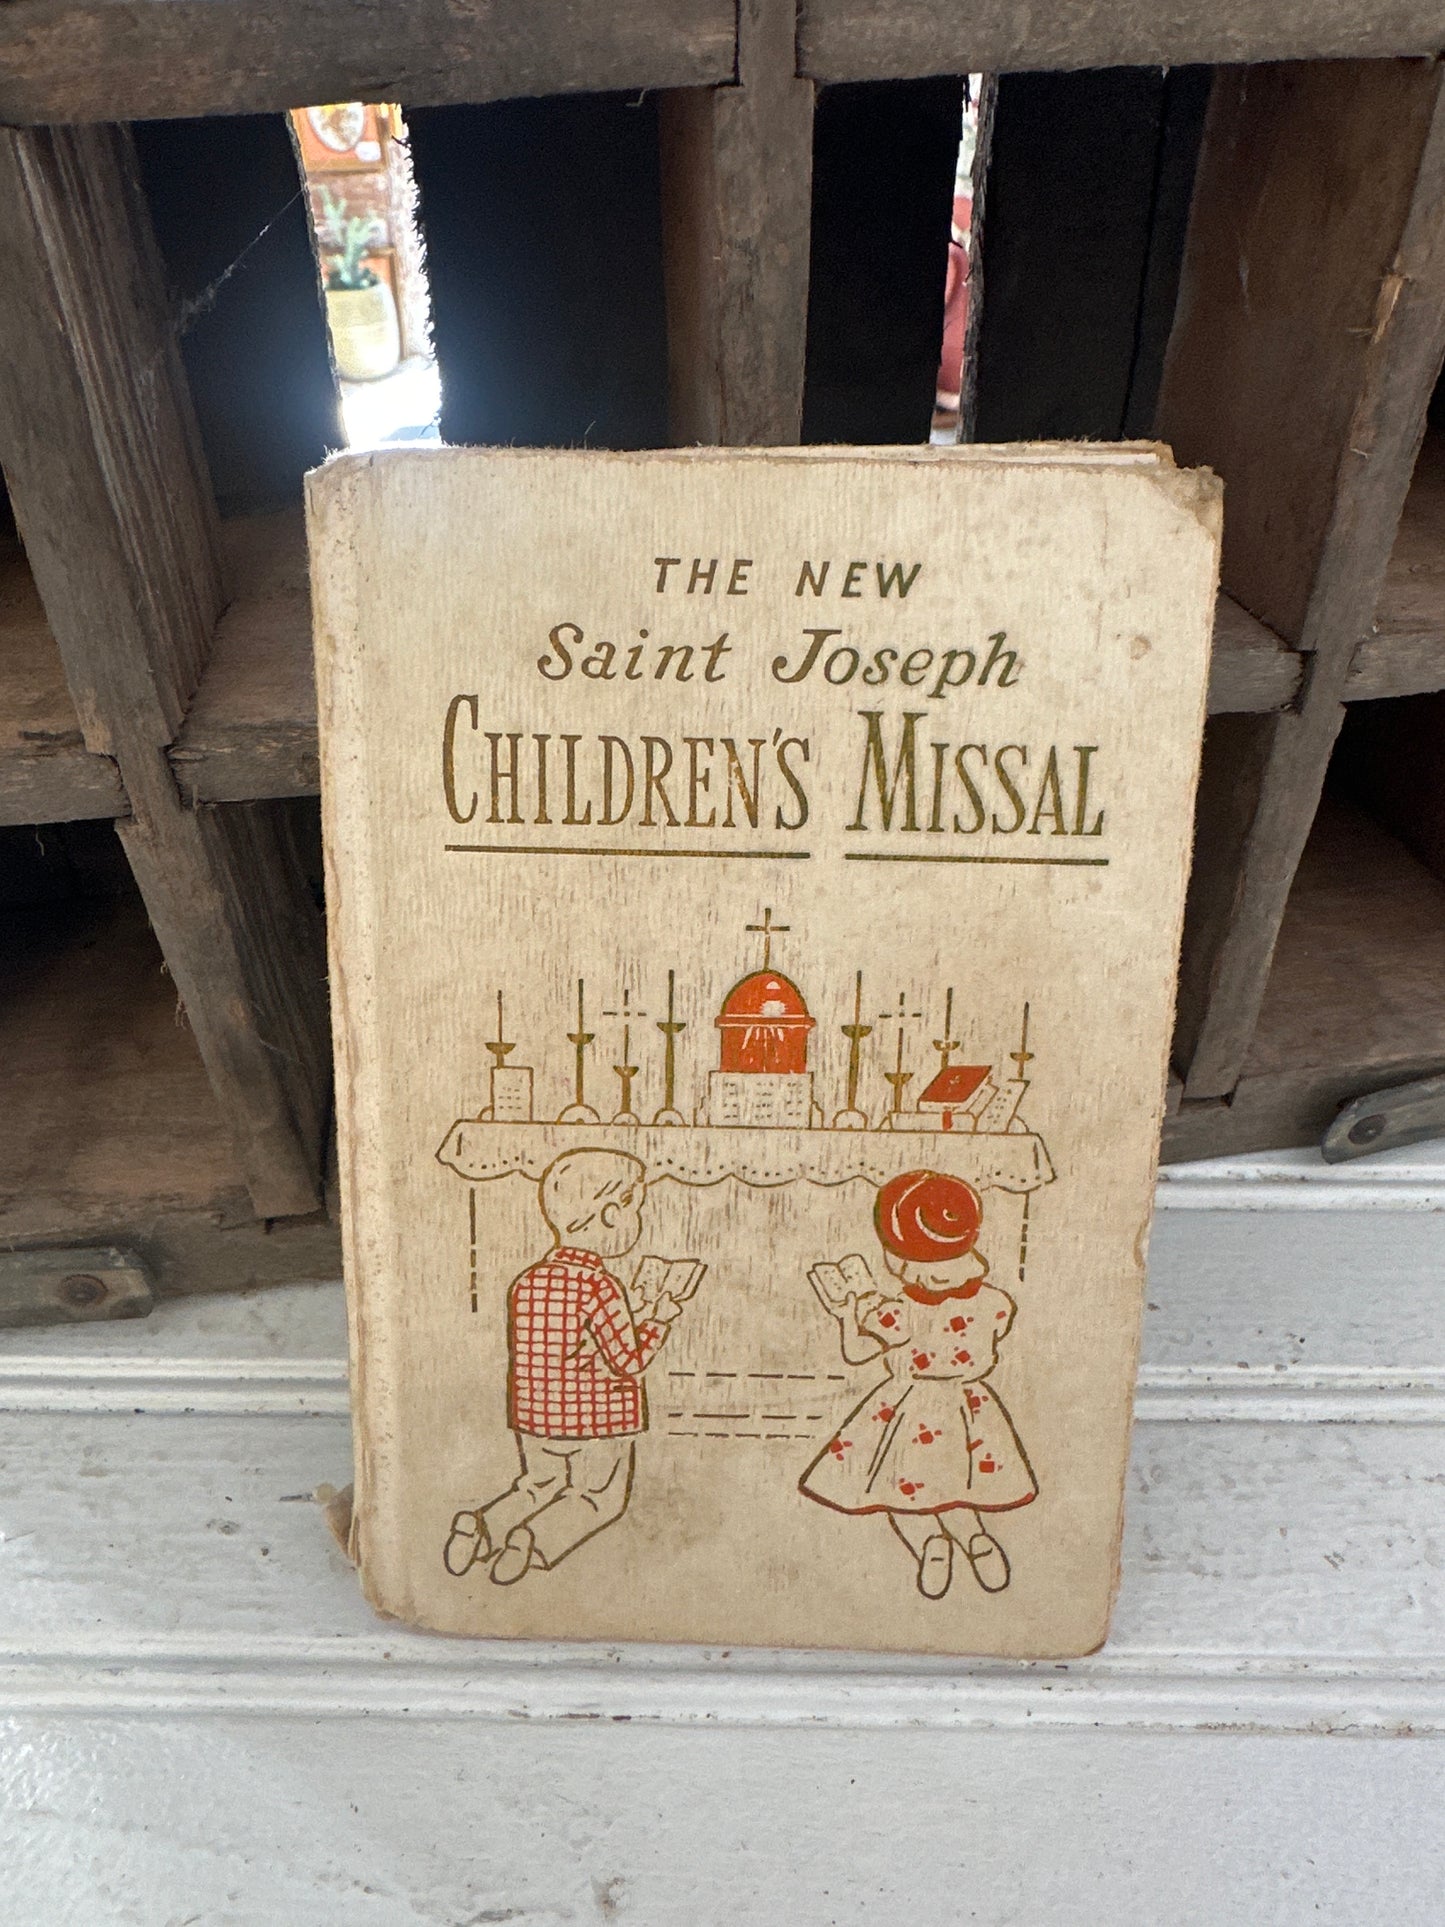 THE NEW
Saint Joseph
CHILDREN'S MISSAL